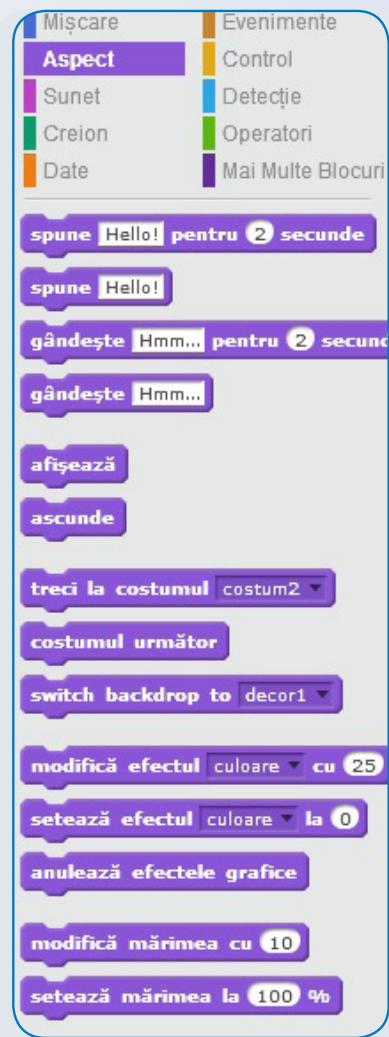 Mișcare Evenimente
Aspect Control
Sunet Detecție
Creion Operatori
Date Mai Multe Blocuri
spune Hello! pentru 2 secunde
spune Hello!
gândește Hmm... pentru 2 secund
gândește Hmm...
afișează
ascunde
treci la costumul costum2
costumul următor
switch backdrop to decor1
modifică efectul culoare cu 25
setează efectul culoare la 0
anulează efectele grafice
modifică mărimea cu 10
setează mărimea la 100 %